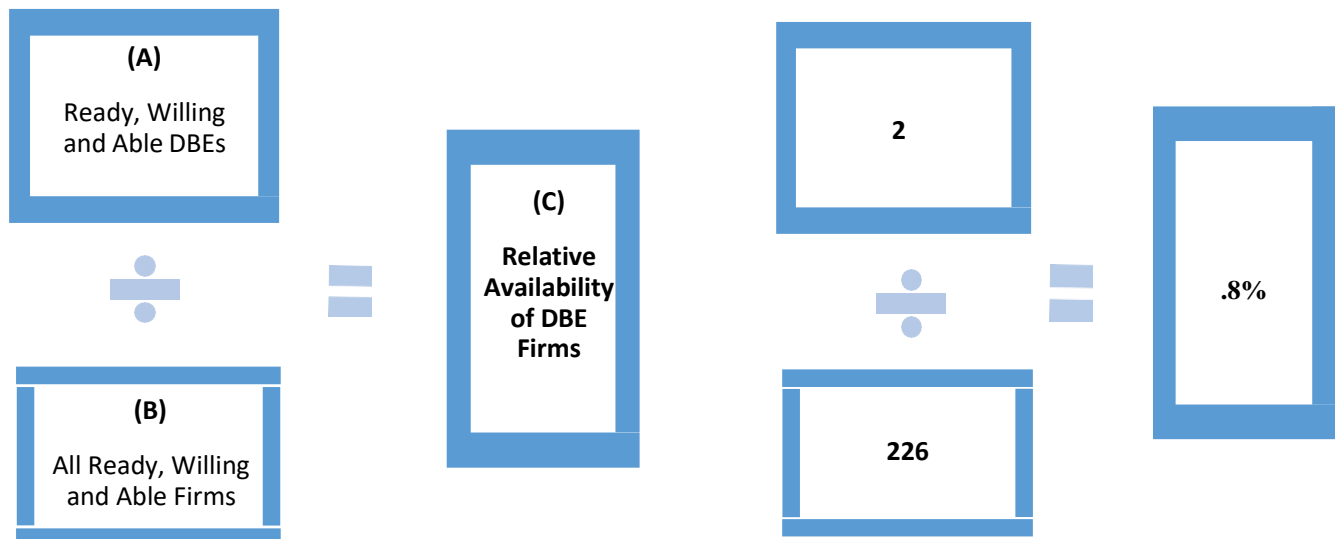 (A)
Ready, Willing
and Able DBEs
(B)
All Ready, Willing
and Able Firms
(C)
Relative
Availability
of DBE
Firms
2
226
.8%